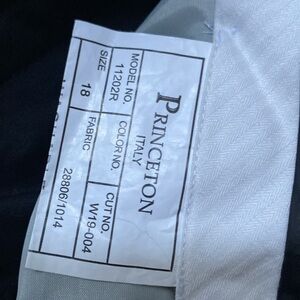 PRINCETON
ITALY
MODEL NO.
COLOR NO.
CUT NO.
11202R
W19-004
SIZE
FABRIC
18
28806/1014